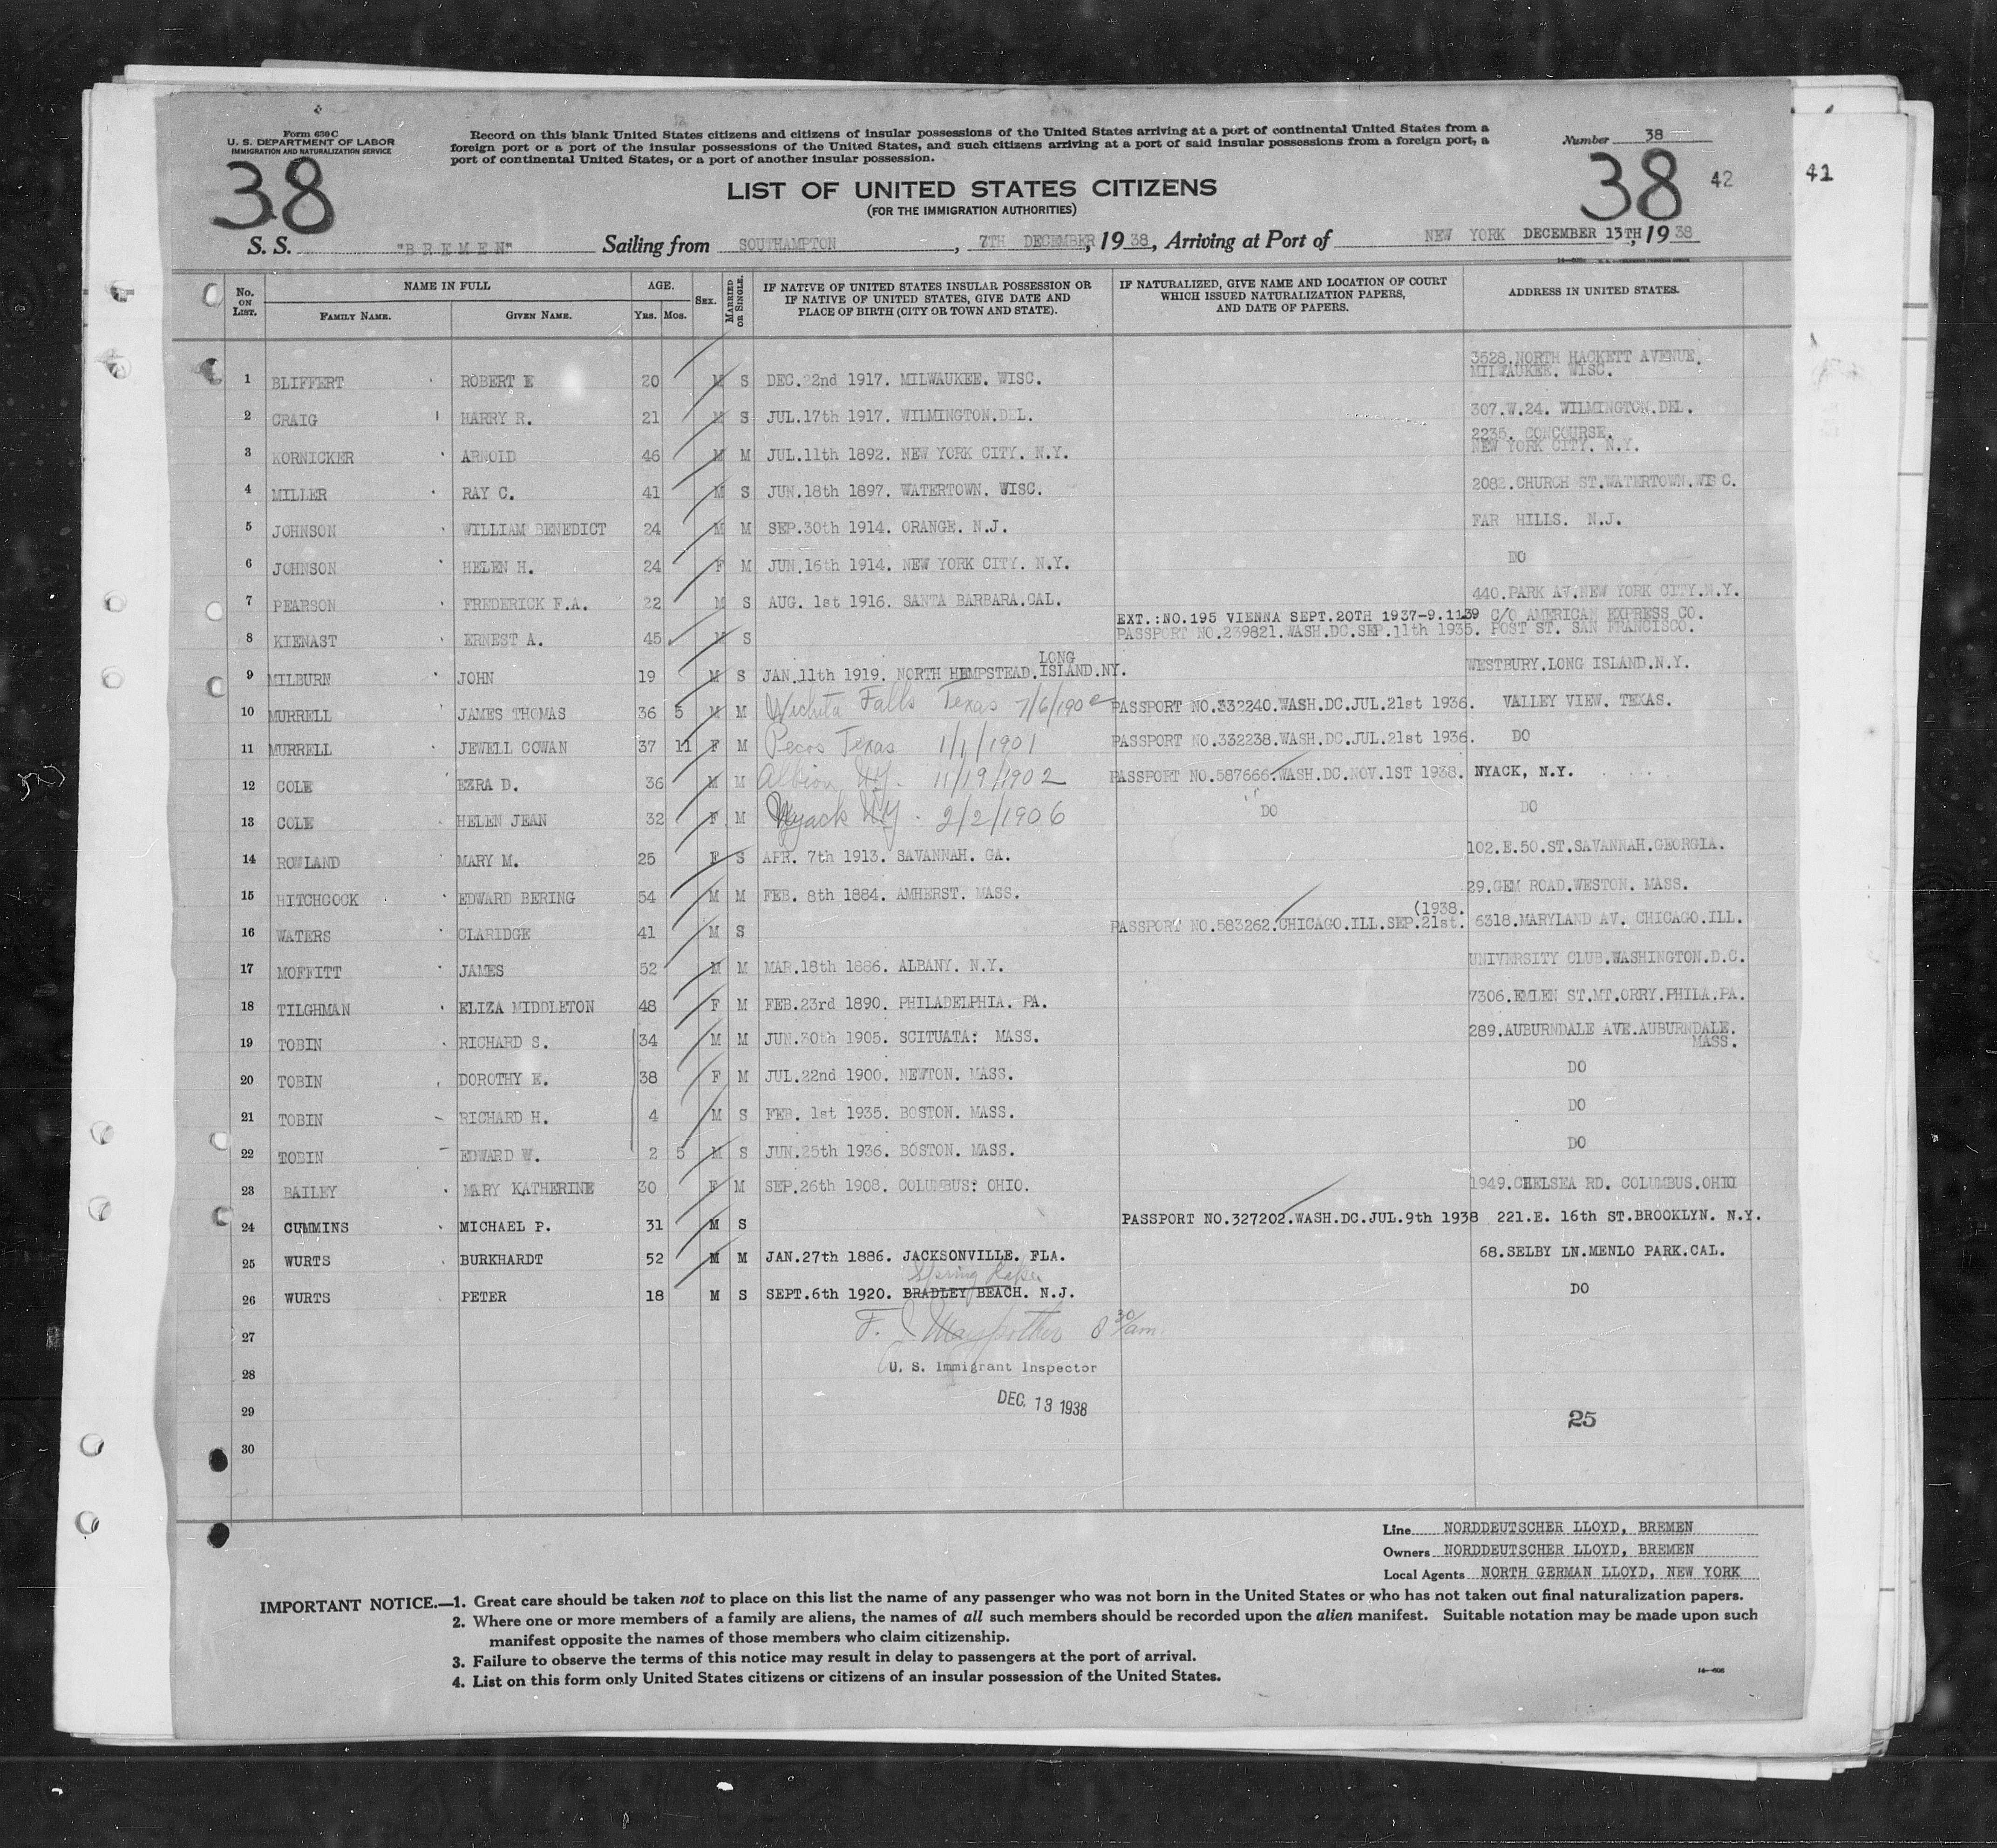 Form 630 C
U. S. DEPARTMENT OF LABOR
IMMIGRATION AND NATURALIZATION SERVICE
Record on this blank United States citizens and citizens of insular possessions of the United States arriving at a port of continental United States from a
foreign port or a port of the insular possessions of the United States, and such citizens arriving at a port of said insular possessions from a foreign port, a
port of continental United States, or a port of another insular possession.
Number 38
38
38 42 41
LIST OF UNITED STATES CITIZENS
(FOR THE IMMIGRATION AUTHORITIES)
S. S. "BREMEN" Sailing from SOUTHAMPTON, 7TH DECEMBER, 1938, Arriving at Port of NEW YORK DECEMBER 13TH, 1938
No. ON LIST. NAME IN FULL FAMILY NAME. GIVEN NAME. AGE. YRS. MOS. SEX. MARRIED OR SINGLE. IF NATIVE OF UNITED STATES INSULAR POSSESSION OR IF NATIVE OF UNITED STATES, GIVE DATE AND PLACE OF BIRTH (CITY OR TOWN AND STATE). IF NATURALIZED, GIVE NAME AND LOCATION OF COURT WHICH ISSUED NATURALIZATION PAPERS, AND DATE OF PAPERS. ADDRESS IN UNITED STATES.
1 BLIFFERT ROBERT E 20 M S DEC.22nd 1917. MILWAUKEE. WISC. 3528.NORTH HACKETT AVENUE. MILWAUKEE. WISC.
2 CRAIG HARRY R. 21 M S JUL.17th 1917. WILMINGTON.DEL. 307.W.24. WILMINGTON.DEL.
3 KORNICKER ARNOLD 46 M M JUL.11th 1892. NEW YORK CITY. N.Y. 2235. CONCOURSE. NEW YORK CITY. N.Y.
4 MILLER RAY C. 41 M S JUN.18th 1897. WATERTOWN. WISC. 2082.CHURCH ST.WATERTOWN.WISC.
5 JOHNSON WILLIAM BENEDICT 24 M M SEP.30th 1914. ORANGE. N.J. FAR HILLS. N.J.
6 JOHNSON HELEN H. 24 F M JUN.16th 1914. NEW YORK CITY. N.Y. DO
7 PEARSON FREDERICK F.A. 22 M S AUG. 1st 1916. SANTA BARBARA.CAL. 440.PARK AV.NEW YORK CITY.N.Y.
8 KIENAST ERNEST A. 45 M S EXT.:NO.195 VIENNA SEPT.20TH 1937-9.1139 PASSPORT NO.239821.WASH.DC.SEP.11th 1935. C/O AMERICAN EXPRESS CO. POST ST. SAN FRANCISCO.
9 MILBURN JOHN 19 M S JAN.11th 1919. NORTH HEMPSTEAD.LONG ISLAND.NY. WESTBURY.LONG ISLAND.N.Y.
10 MURRELL JAMES THOMAS 36 5 M M Wichita Falls Texas 7/6/1902 PASSPORT NO.332240.WASH.DC.JUL.21st 1936. VALLEY VIEW. TEXAS.
11 MURRELL JEWELL COWAN 37 11 F M Pecos Texas 1/1/1901 PASSPORT NO.332238.WASH.DC.JUL.21st 1936. DO
12 COLE EZRA D. 36 M M Albion NY. 11/19/1902 PASSPORT NO.587666.WASH.DC.NOV.1ST 1938. NYACK, N.Y.
13 COLE HELEN JEAN 32 F M Nyack NY. 2/2/1906 DO DO
14 ROWLAND MARY M. 25 F S APR. 7th 1913. SAVANNAH. GA. 102.E.50.ST.SAVANNAH.GEORGIA.
15 HITCHCOCK EDWARD BERING 54 M M FEB. 8th 1884. AMHERST. MASS. 29.GEM ROAD.WESTON. MASS.
16 WATERS CLARIDGE 41 M S PASSPORT NO.583262.CHICAGO.ILL.SEP.21st. (1938. 6318.MARYLAND AV. CHICAGO.ILL.
17 MOFFITT JAMES 52 M M MAR.18th 1886. ALBANY. N.Y. UNIVERSITY CLUB.WASHINGTON.D.C.
18 TILGHMAN ELIZA MIDDLETON 48 F M FEB.23rd 1890. PHILADELPHIA. PA. 7306.EMLEN ST.MT.ORRY.PHILA.PA.
19 TOBIN RICHARD S. 34 M M JUN.30th 1905. SCITUATA: MASS. 289.AUBURNDALE AVE.AUBURNDALE. MASS.
20 TOBIN DOROTHY E. 38 F M JUL.22nd 1900. NEWTON. MASS. DO
21 TOBIN RICHARD H. 4 M S FEB. 1st 1935. BOSTON. MASS. DO
22 TOBIN EDWARD W. 2 5 M S JUN.25th 1936. BOSTON. MASS. DO
23 BAILEY MARY KATHERINE 30 F M SEP.26th 1908. COLUMBUS: OHIO. 1949.CHELSEA RD. COLUMBUS.OHIO
24 CUMMINS MICHAEL P. 31 M S PASSPORT NO.327202.WASH.DC.JUL.9th 1938 221.E. 16th ST.BROOKLYN. N.Y.
25 WURTS BURKHARDT 52 M M JAN.27th 1886. JACKSONVILLE. FLA. 68.SELBY LN.MENLO PARK.CAL.
Spring
26 WURTS PETER 18 M S SEPT.6th 1920. BRADLEY BEACH. N.J. DO
27 F. J. 8 30/am.
28 U. S. Immigrant Inspector
DEC. 13 1938
29 25
30
Line NORDDEUTSCHER LLOYD, BREMEN
Owners NORDDEUTSCHER LLOYD, BREMEN
Local Agents NORTH GERMAN LLOYD, NEW YORK
IMPORTANT NOTICE.—1. Great care should be taken not to place on this list the name of any passenger who was not born in the United States or who has not taken out final naturalization papers.
2. Where one or more members of a family are aliens, the names of all such members should be recorded upon the alien manifest. Suitable notation may be made upon such
manifest opposite the names of those members who claim citizenship.
3. Failure to observe the terms of this notice may result in delay to passengers at the port of arrival.
4. List on this form only United States citizens or citizens of an insular possession of the United States.